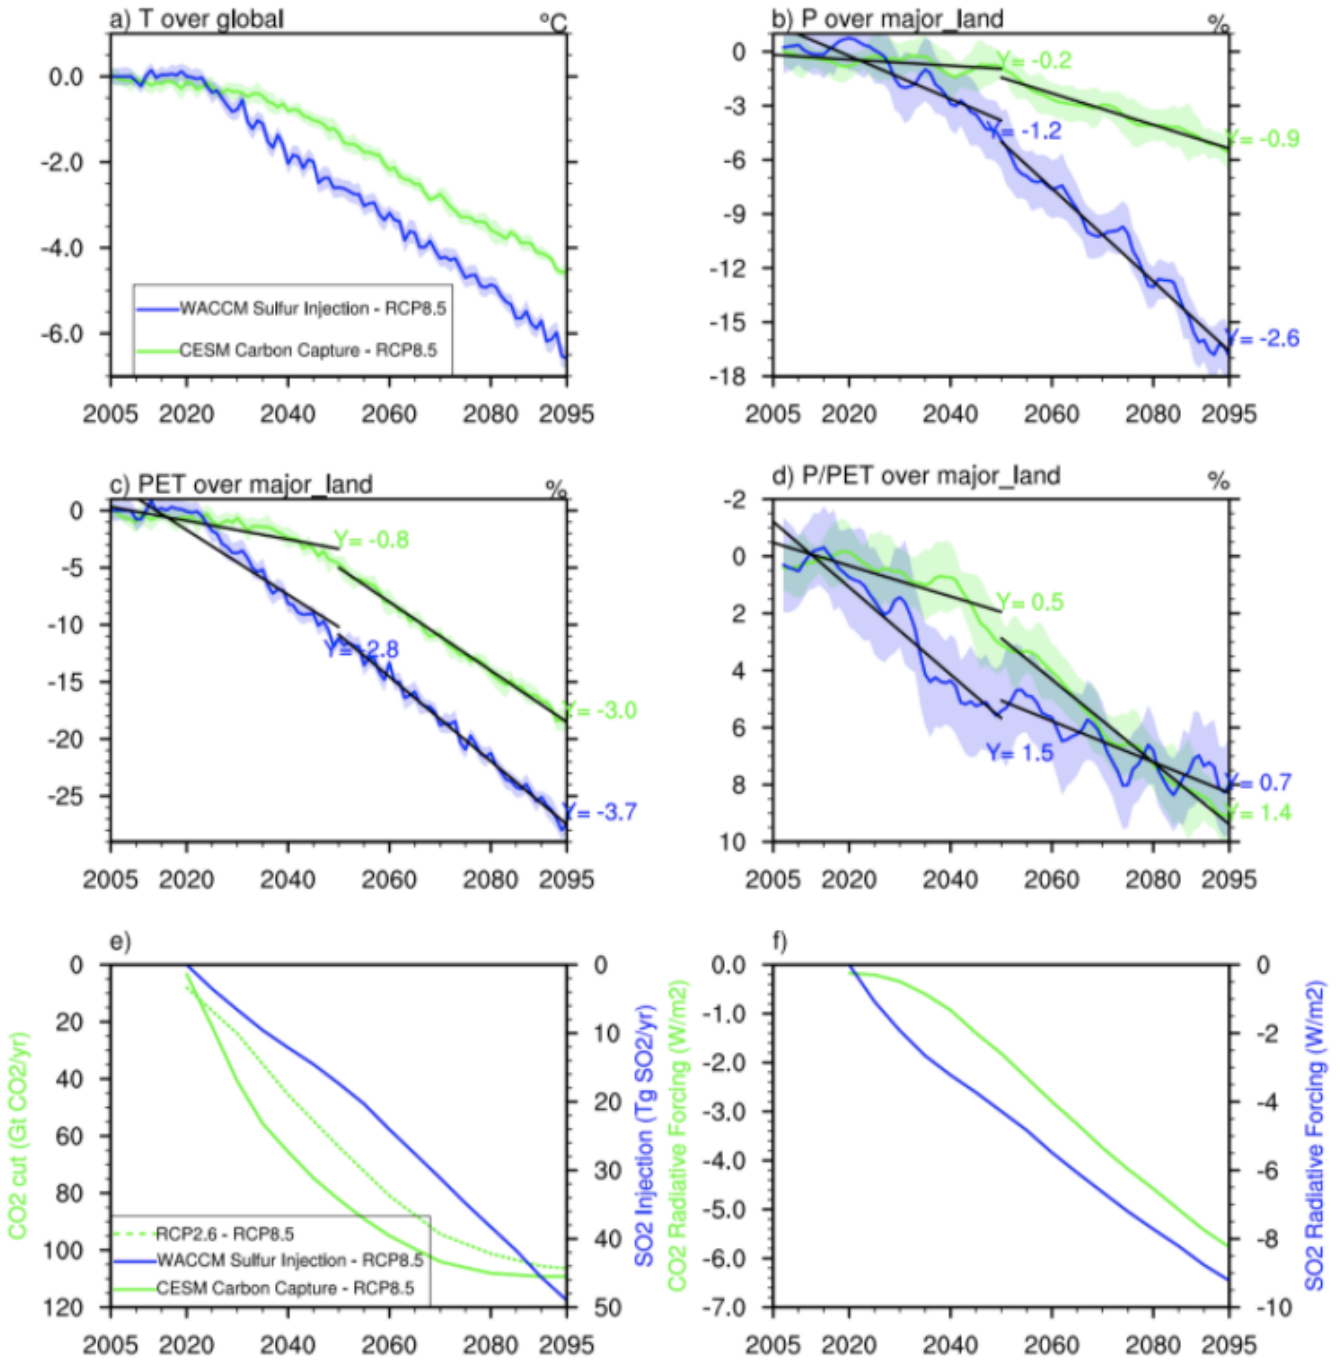 a) T over global ºC
0.0
-2.0
-4.0
-6.0
WACCM Sulfur Injection - RCP8.5
CESM Carbon Capture - RCP8.5
2005 2020 2040 2060 2080 2095
b) P over major_land %
0
-3
-6
-9
-12
-15
-18
Y= -0.2
Y= -1.2
Y= -0.9
Y= -2.6
2005 2020 2040 2060 2080 2095
c) PET over major_land %
0
-5
-10
-15
-20
-25
Y= -0.8
Y= -2.8
Y= -3.0
Y= -3.7
2005 2020 2040 2060 2080 2095
d) P/PET over major_land %
-2
0
2
4
6
8
10
Y= 0.5
Y= 1.5
Y= 0.7
Y= 1.4
2005 2020 2040 2060 2080 2095
e)
CO2 cut (Gt CO2/yr)
0
20
40
60
80
100
120
RCP2.6 - RCP8.5
WACCM Sulfur Injection - RCP8.5
CESM Carbon Capture - RCP8.5
0
10
20
30
40
50
SO2 Injection (Tg SO2/yr)
2005 2020 2040 2060 2080 2095
f)
CO2 Radiative Forcing (W/m2)
0.0
-1.0
-2.0
-3.0
-4.0
-5.0
-6.0
-7.0
0
-2
-4
-6
-8
-10
SO2 Radiative Forcing (W/m2)
2005 2020 2040 2060 2080 2095